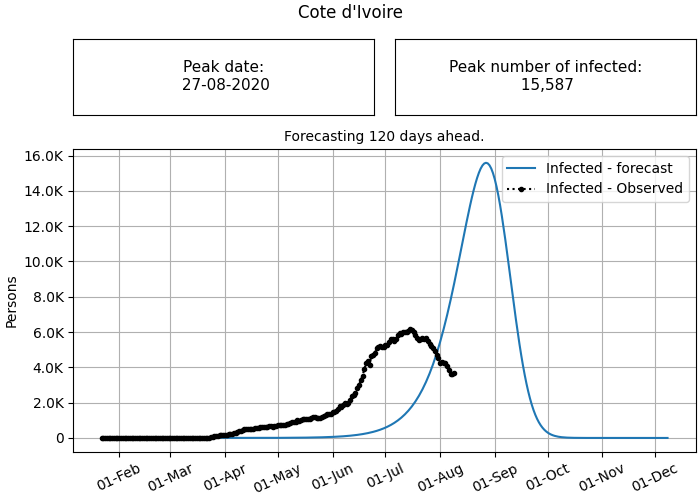 Cote d'Ivoire
Peak date:
27-08-2020
Peak number of infected:
15,587
Forecasting 120 days ahead.
Persons
16.0K
14.0K
12.0K
10.0K
8.0K
6.0K
4.0K
2.0K
0
Infected - forecast
Infected - Observed
01-Feb
01-Mar
01-Apr
01-May
01-Jun
01-Jul
01-Aug
01-Sep
01-Oct
01-Nov
01-Dec